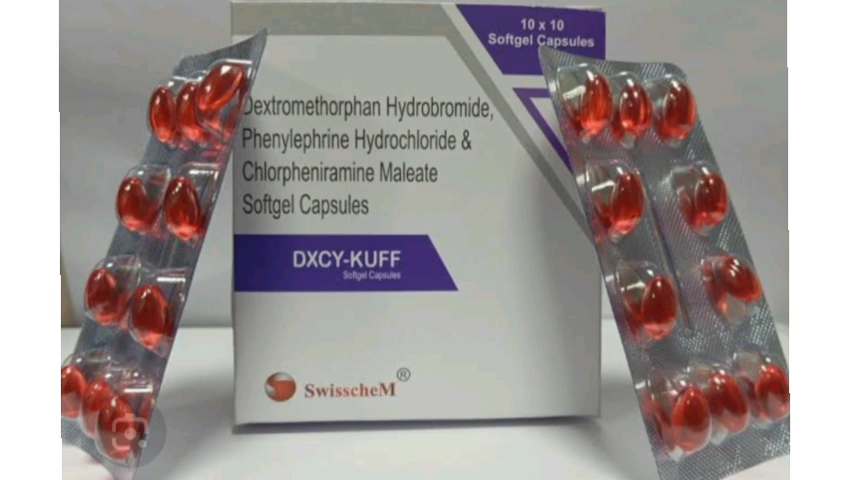 10 x 10
Softgel Capsules
Dextromethorphan Hydrobromide,
Phenylephrine Hydrochloride &
Chlorpheniramine Maleate
Softgel Capsules
DXCY-KUFF
Softgel Capsules
SwisscheM®